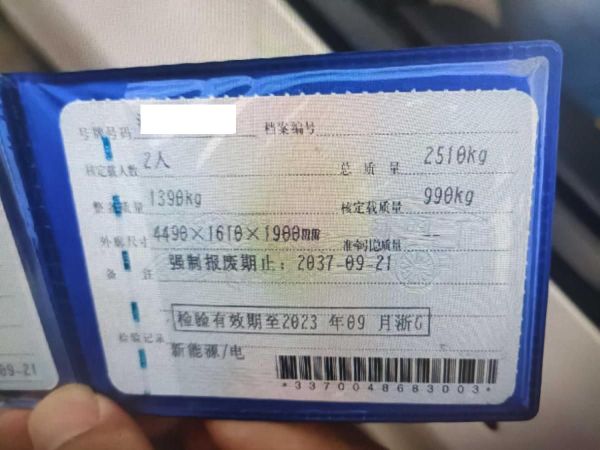 号牌号码 档案编号
核定载人数 2人 总质量 2510kg
整备质量 1390kg 核定载质量 990kg
外廓尺寸 4490×1610×1900mm 准牵引总质量 --
备注 强制报废期止：2037-09-21
检验有效期至2023年09月浙G
检验记录
新能源/电
*3370048683003*
09-21